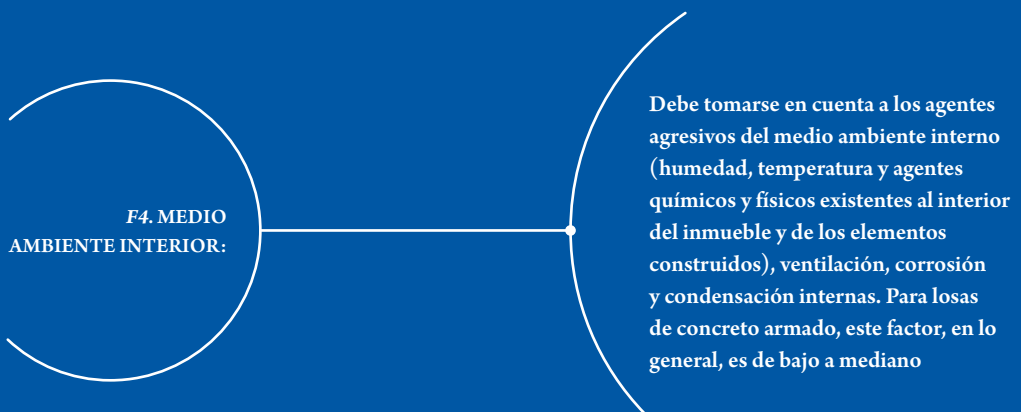 F4. MEDIO
AMBIENTE INTERIOR:
Debe tomarse en cuenta a los agentes
agresivos del medio ambiente interno
(humedad, temperatura y agentes
químicos y físicos existentes al interior
del inmueble y de los elementos
construidos), ventilación, corrosión
y condensación internas. Para losas
de concreto armado, este factor, en lo
general, es de bajo a mediano